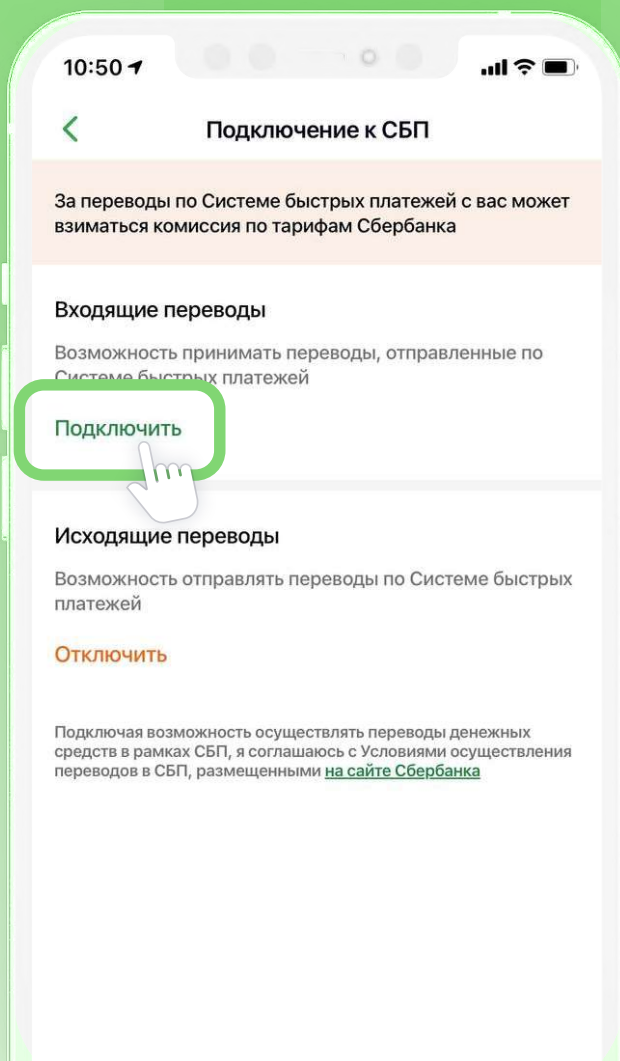 10:50
Подключение к СБП
За переводы по Системе быстрых платежей с вас может
взиматься комиссия по тарифам Сбербанка
Входящие переводы
Возможность принимать переводы, отправленные по
Системе быстрых платежей
Подключить
Исходящие переводы
Возможность отправлять переводы по Системе быстрых
платежей
Отключить
Подключая возможность осуществлять переводы денежных
средств в рамках СБП, я соглашаюсь с Условиями осуществления
переводов в СБП, размещенными на сайте Сбербанка